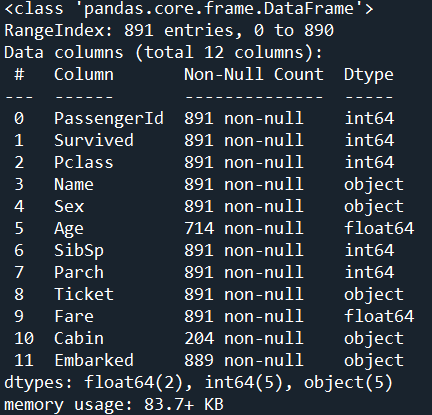 <class 'pandas.core.frame.DataFrame'>
RangeIndex: 891 entries, 0 to 890
Data columns (total 12 columns):
 #   Column       Non-Null Count  Dtype
---  ------       --------------  -----
 0   PassengerId  891 non-null    int64
 1   Survived     891 non-null    int64
 2   Pclass       891 non-null    int64
 3   Name         891 non-null    object
 4   Sex          891 non-null    object
 5   Age          714 non-null    float64
 6   SibSp        891 non-null    int64
 7   Parch        891 non-null    int64
 8   Ticket       891 non-null    object
 9   Fare         891 non-null    float64
 10  Cabin        204 non-null    object
 11  Embarked     889 non-null    object
dtypes: float64(2), int64(5), object(5)
memory usage: 83.7+ KB